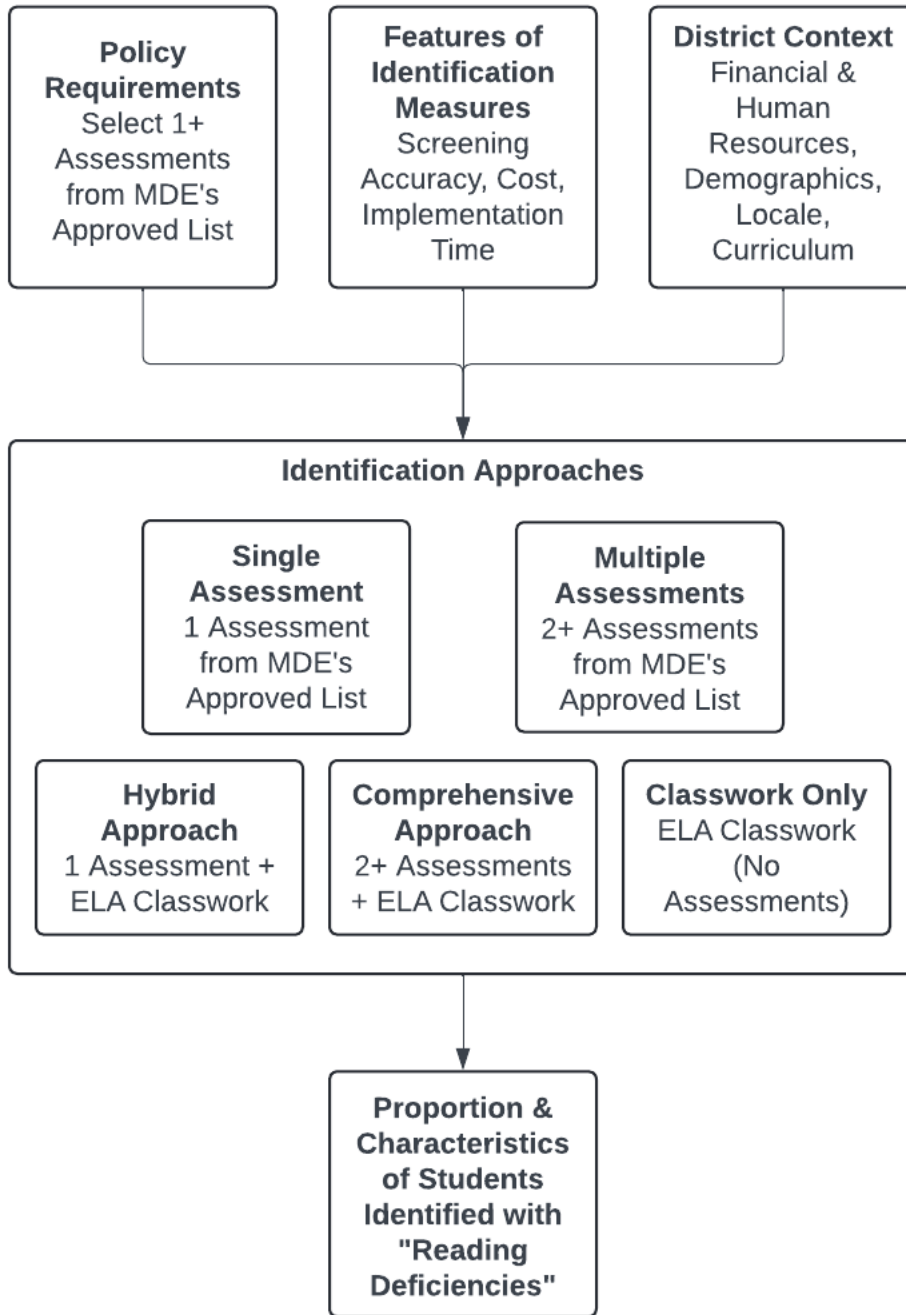 Policy
Requirements
Select 1+
Assessments
from MDE's
Approved List
Features of
Identification
Measures
Screening
Accuracy, Cost,
Implementation
Time
District Context
Financial &
Human
Resources,
Demographics,
Locale,
Curriculum
Identification Approaches
Single
Assessment
1 Assessment
from MDE's
Approved List
Multiple
Assessments
2+ Assessments
from MDE's
Approved List
Hybrid
Approach
1 Assessment +
ELA Classwork
Comprehensive
Approach
2+ Assessments
+ ELA Classwork
Classwork Only
ELA Classwork
(No
Assessments)
Proportion &
Characteristics
of Students
Identified with
"Reading
Deficiencies"